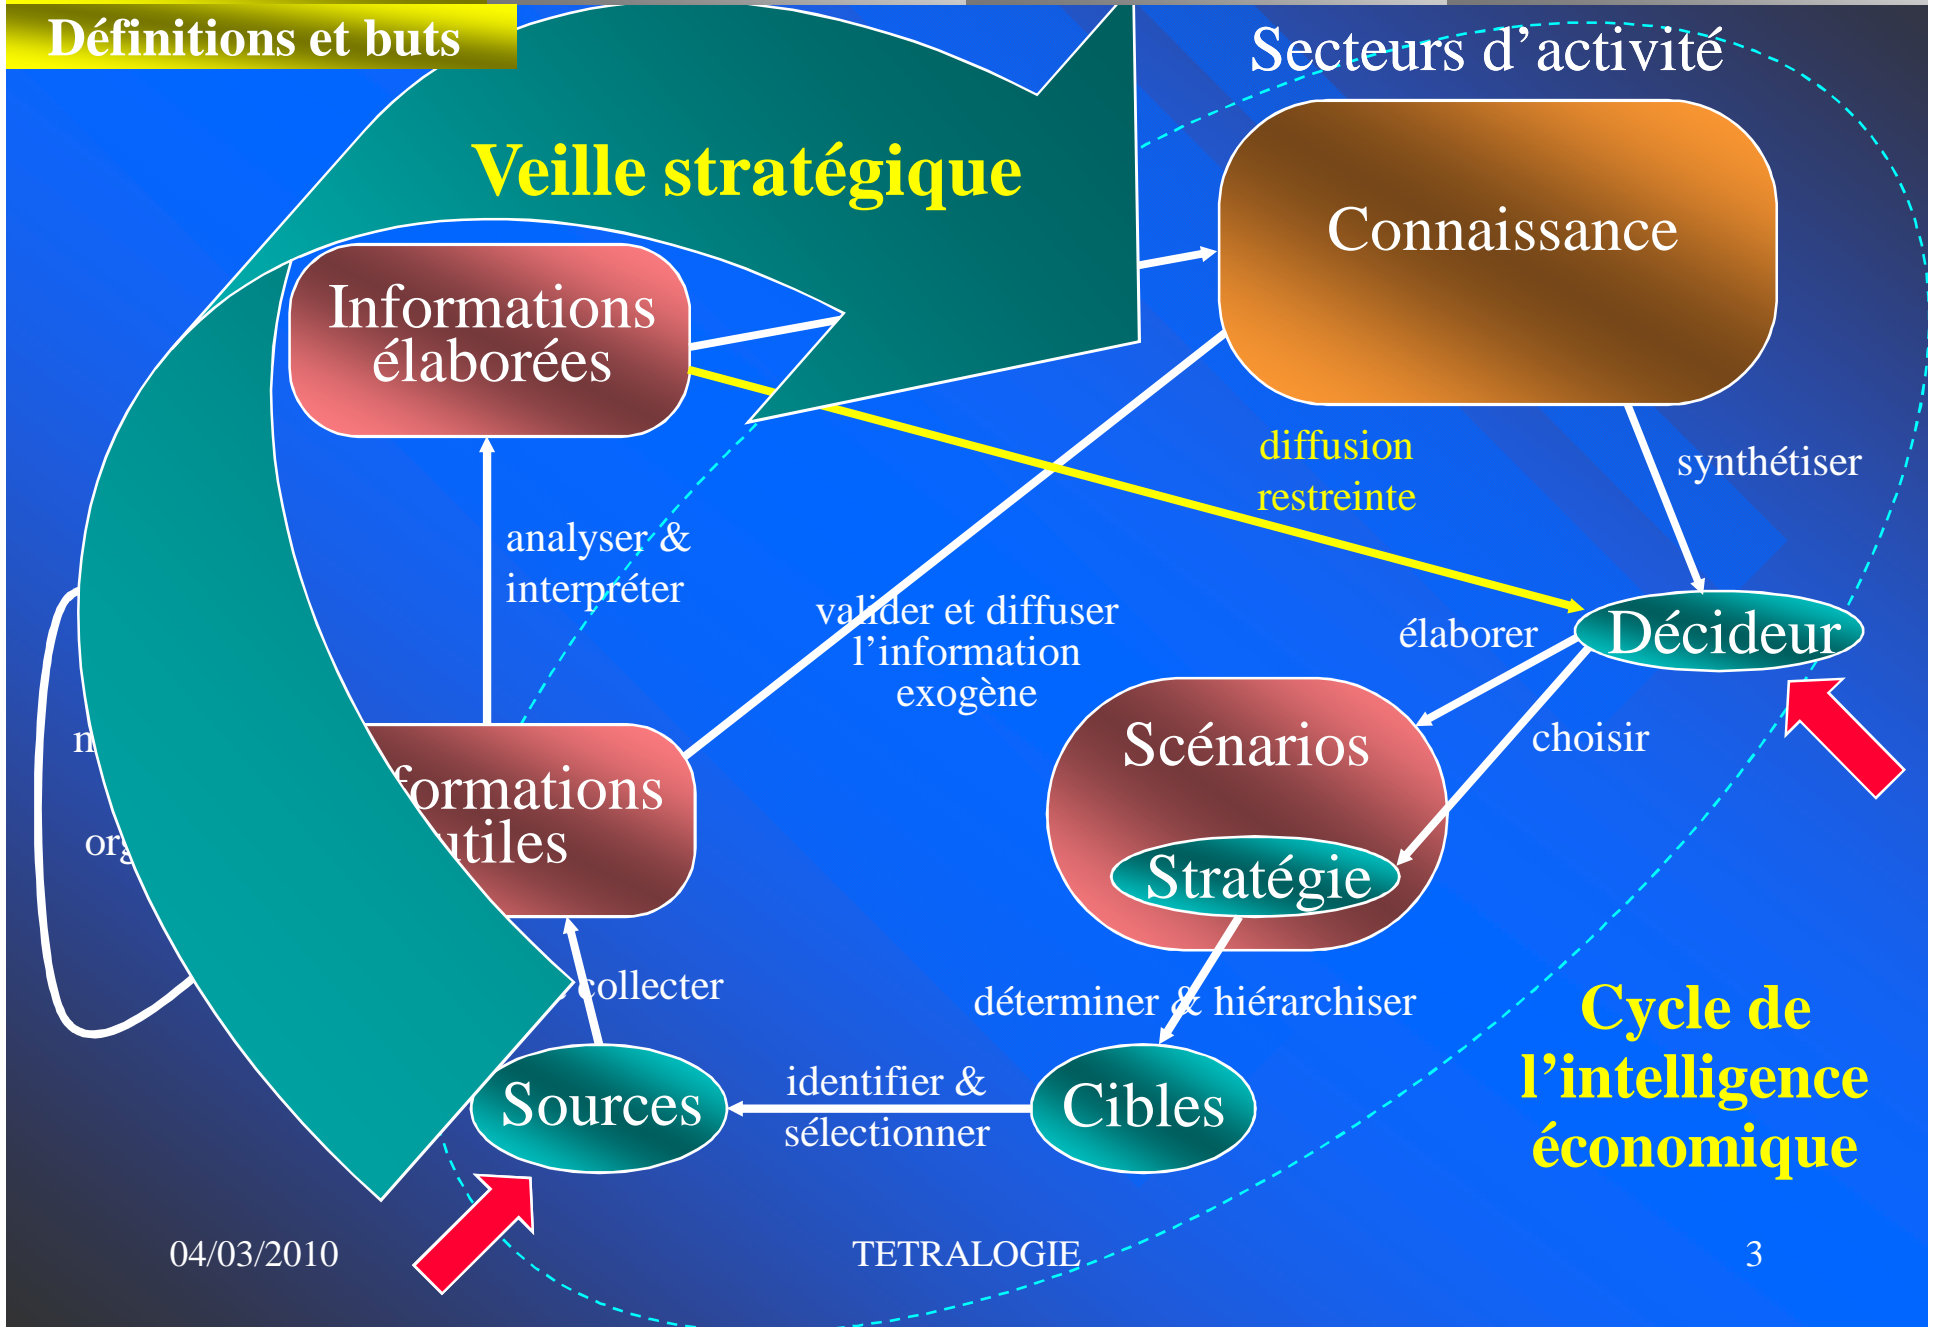 Définitions et buts
Secteurs d’activité
Veille stratégique
Connaissance
Informations
élaborées
diffusion
restreinte
synthétiser
analyser &
interpréter
valider et diffuser
l’information
exogène
élaborer
Décideur
choisir
Scénarios
Stratégie
formations
utiles
collecter
déterminer & hiérarchiser
Cycle de
l’intelligence
économique
identifier &
sélectionner
Sources
Cibles
04/03/2010
TETRALOGIE
3